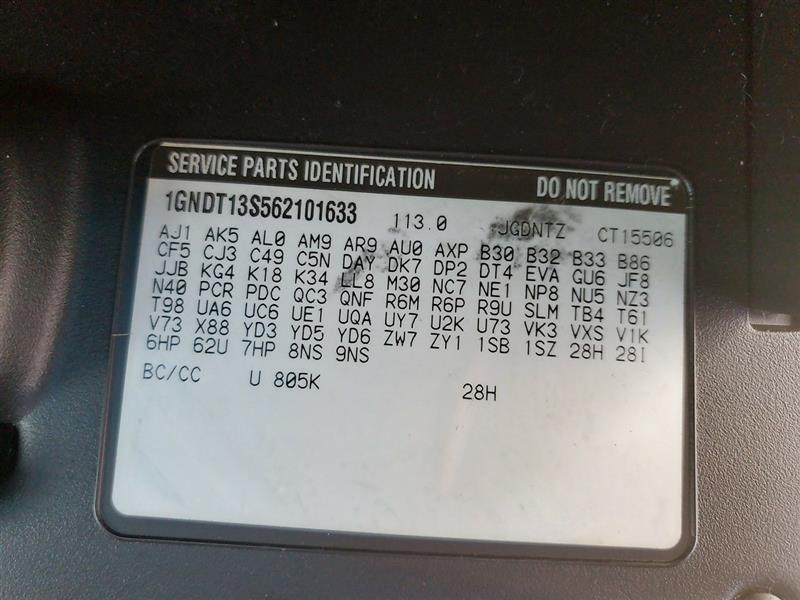 SERVICE PARTS IDENTIFICATION DO NOT REMOVE*
1GNDT13S562101633 113.0 JGDNTZ CT15506
AJ1 AK5 AL0 AM9 AR9 AU0 AXP B30 B32 B33 B86
CF5 CJ3 C49 C5N DAY DK7 DP2 DT4 EVA GU6 JF8
JJB KG4 K18 K34 LL8 M30 NC7 NE1 NP8 NU5 NZ3
N40 PCR PDC QC3 QNF R6M R6P R9U SLM TB4 T61
T98 UA6 UC6 UE1 UQA UY7 U2K U73 VK3 VXS V1K
V73 X88 YD3 YD5 YD6 ZW7 ZY1 1SB 1SZ 28H 28I
6HP 62U 7HP 8NS 9NS
BC/CC U 805K 28H